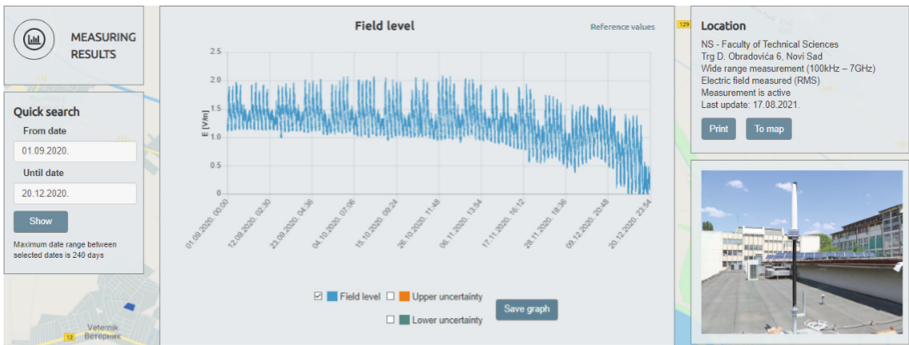 MEASURING
RESULTS
Quick search
From date
01.09.2020.
Until date
20.12.2020.
Show
Maximum date range between
selected dates is 240 days
Veternik
Ветерник
12
Field level
Reference values
E [V/m]
2.5
2.0
1.5
1.0
0.5
0
01.09.2020. 00:00
12.09.2020. 02:30
23.09.2020. 04:36
04.10.2020. 07:06
15.10.2020. 09:24
26.10.2020. 11:48
06.11.2020. 13:54
17.11.2020. 16:12
28.11.2020. 18:36
09.12.2020. 20:48
20.12.2020. 23:54
Field level
Upper uncertainty
Lower uncertainty
Save graph
129
Location
NS - Faculty of Technical Sciences
Trg D. Obradovića 6, Novi Sad
Wide range measurement (100kHz – 7GHz)
Electric field measured (RMS)
Measurement is active
Last update: 17.08.2021.
Print
To map